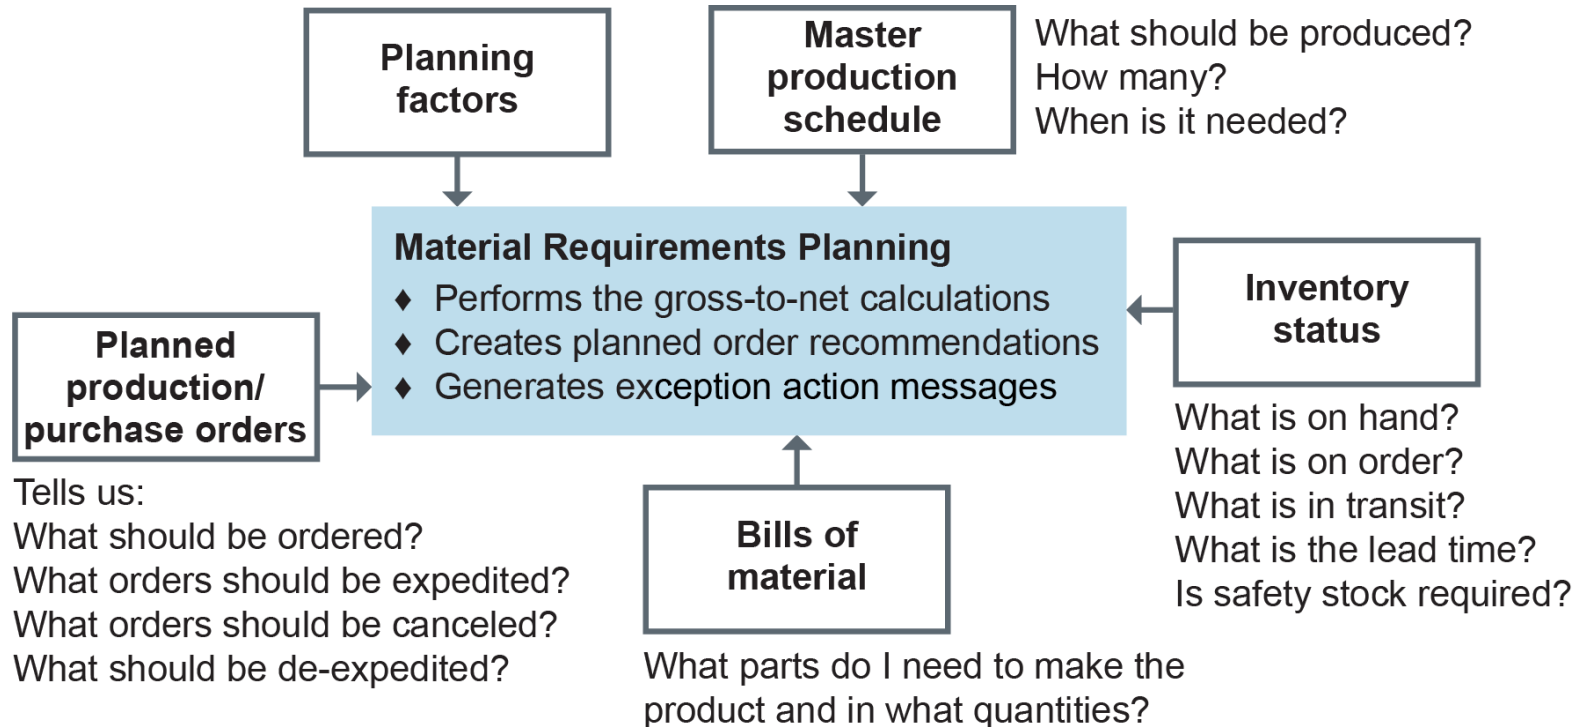 Planning
factors
Master
production
schedule
What should be produced?
How many?
When is it needed?
Material Requirements Planning
♦ Performs the gross-to-net calculations
♦ Creates planned order recommendations
♦ Generates exception action messages
Inventory
status
What is on hand?
What is on order?
What is in transit?
What is the lead time?
Is safety stock required?
Planned
production/
purchase orders
Tells us:
What should be ordered?
What orders should be expedited?
What orders should be canceled?
What should be de-expedited?
Bills of
material
What parts do I need to make the
product and in what quantities?